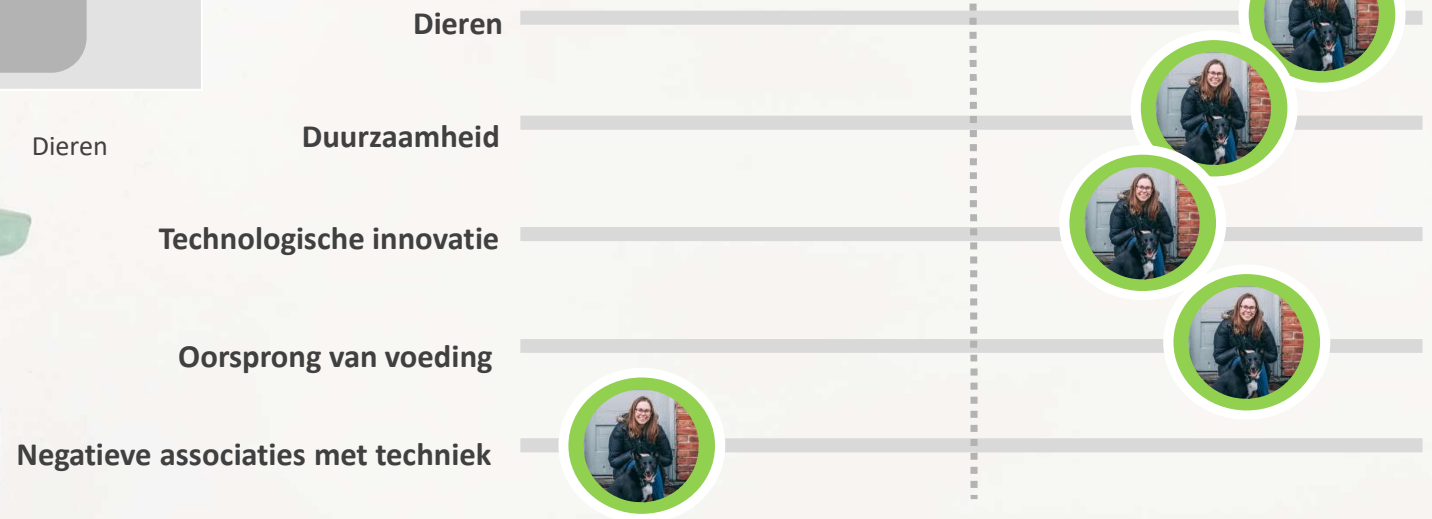 Dieren
Dieren
Duurzaamheid
Technologische innovatie
Oorsprong van voeding
Negatieve associaties met techniek